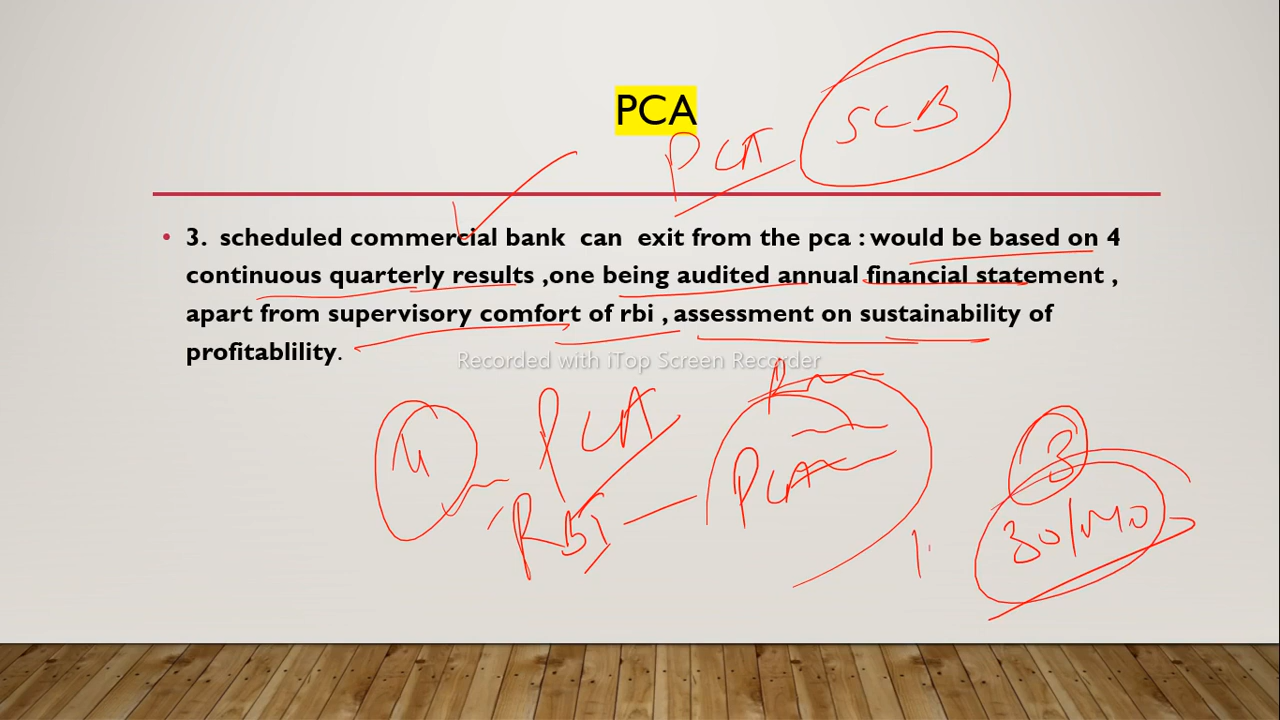 PCA
SCB
PCA
• 3. scheduled commercial bank can exit from the pca : would be based on 4
continuous quarterly results ,one being audited annual financial statement ,
apart from supervisory comfort of rbi , assessment on sustainability of
profitablility.
Recorded with iTop Screen Recorder
PCA
RBI
PCA
3